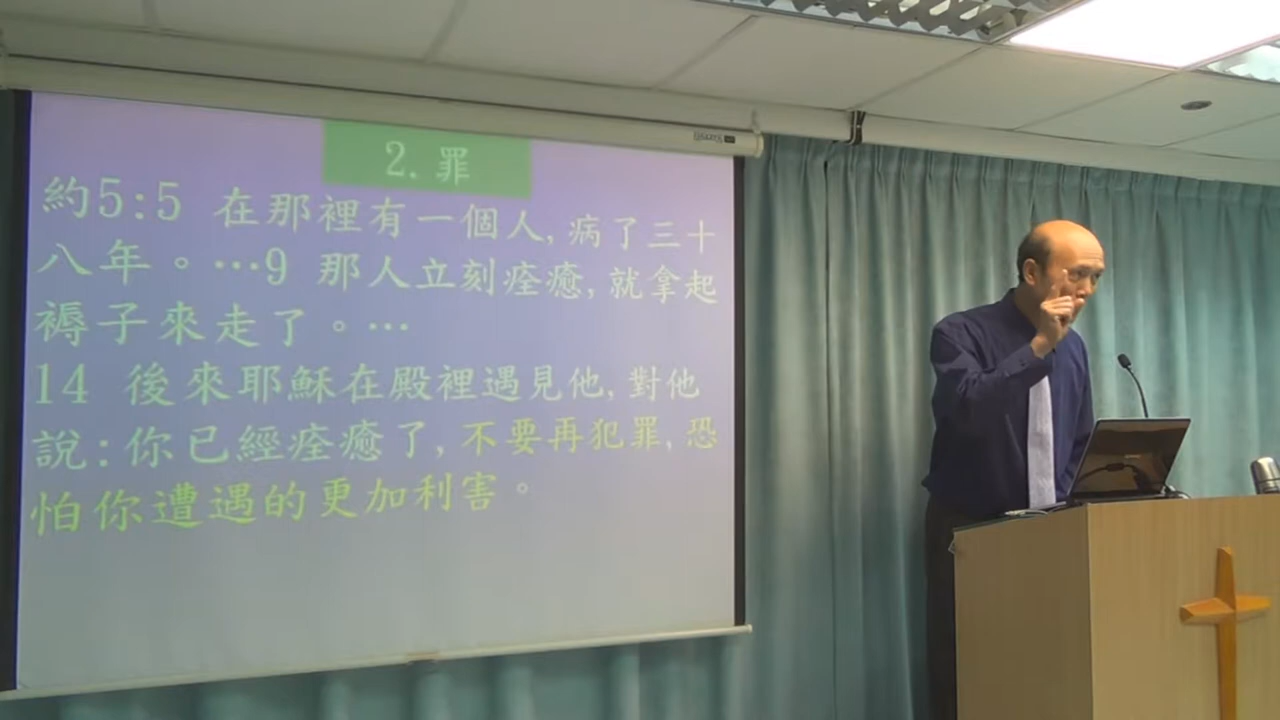 2.罪
約5:5 在那裡有一個人,病了三十
八年。…9 那人立刻痊癒,就拿起
褥子來走了。…
14 後來耶穌在殿裡遇見他,對他
說:你已經痊癒了,不要再犯罪,恐
怕你遭遇的更加利害。